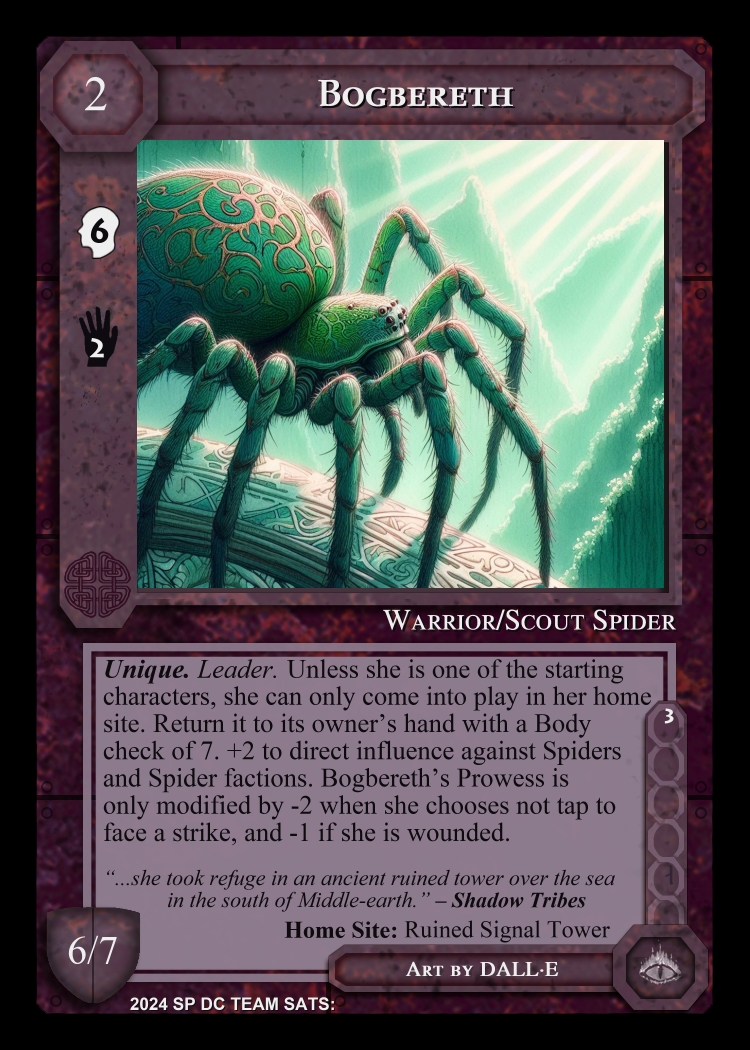 2
Bogbereth
6
2
Warrior/Scout Spider
Unique. Leader. Unless she is one of the starting
characters, she can only come into play in her home
site. Return it to its owner’s hand with a Body
check of 7. +2 to direct influence against Spiders
and Spider factions. Bogbereth’s Prowess is
only modified by -2 when she chooses not tap to
face a strike, and -1 if she is wounded.
3
“...she took refuge in an ancient ruined tower over the sea
in the south of Middle-earth.” – Shadow Tribes
Home Site: Ruined Signal Tower
6/7
Art by DALL·E
2024 SP DC TEAM SATS: